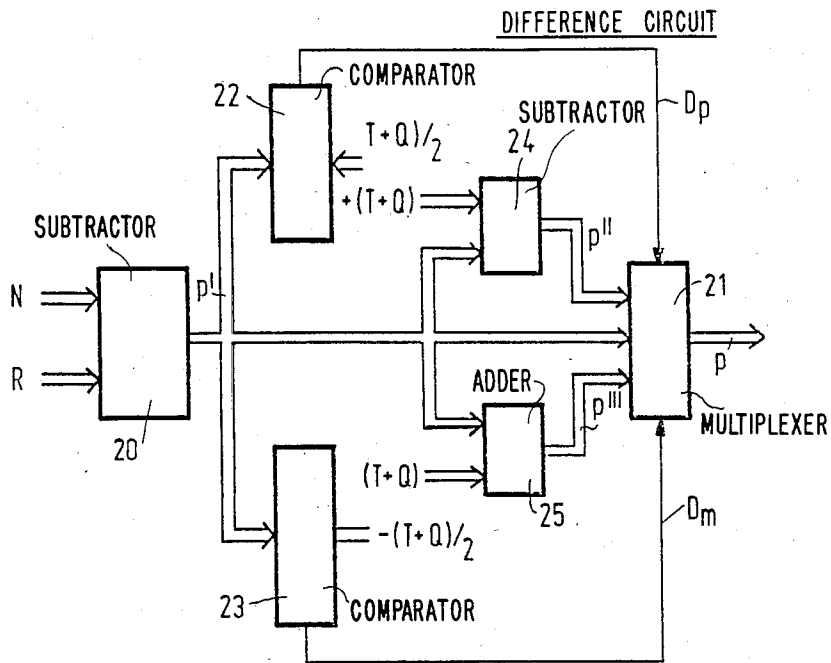 DIFFERENCE CIRCUIT
COMPARATOR
22
Dp
SUBTRACTOR
T+Q)/2
24
+(T+Q)
SUBTRACTOR
p"
p'
21
N
p
R
ADDER
p'''
MULTIPLEXER
20
(T+Q)
25
Dm
-(T+Q)/2
23
COMPARATOR